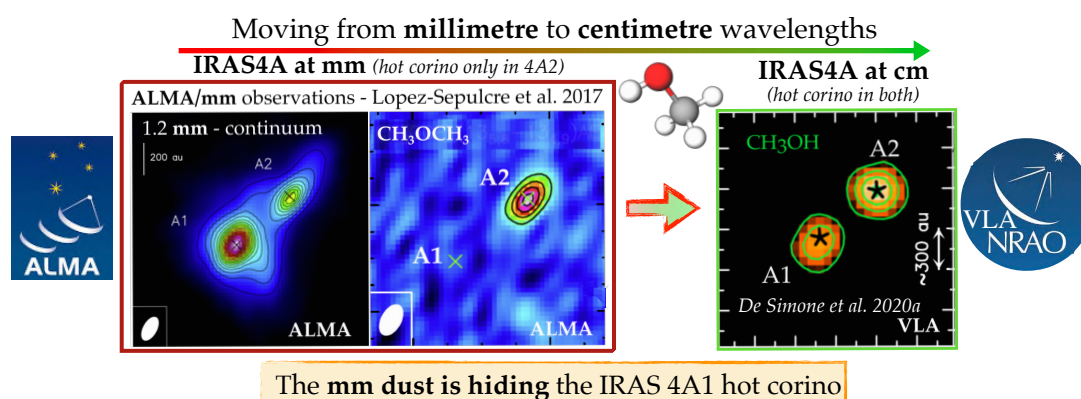 Moving from millimetre to centimetre wavelengths
IRAS4A at mm (hot corino only in 4A2)
ALMA/mm observations - Lopez-Sepulcre et al. 2017
1.2 mm - continuum
200 au
A2
A1
ALMA
CH₃OCH₃
A2
A1
ALMA
ALMA
IRAS4A at cm
(hot corino in both)
CH₃OH
A2
A1
~300 au
De Simone et al. 2020a
VLA
VLA
NRAO
The mm dust is hiding the IRAS 4A1 hot corino